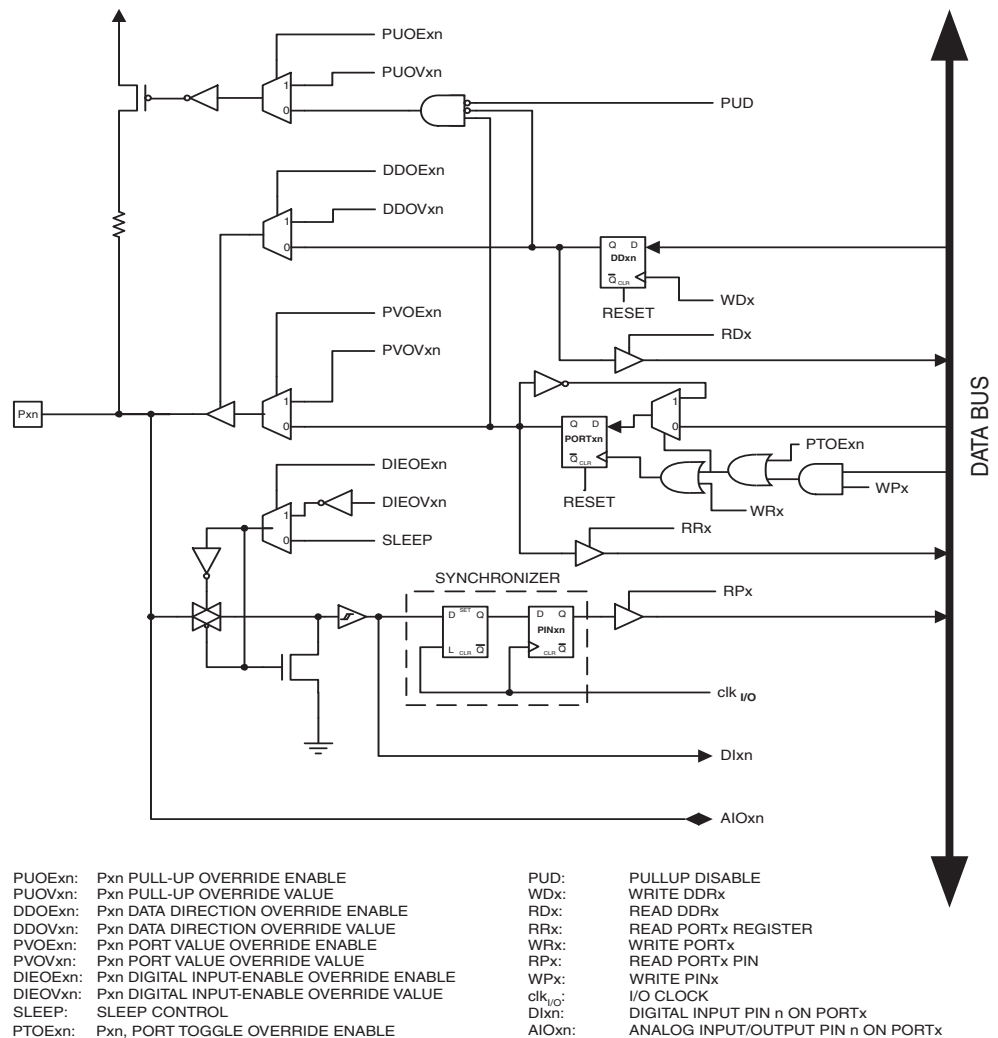 PUOExn
PUOVxn
1
0
PUD
DDOExn
DDOVxn
1
0
Q D
DDxn
Q CLR
WDx
RESET
RDx
PVOExn
PVOVxn
1
0
Pxn
1
0
Q D
PORTxn
Q CLR
RESET
PTOExn
WPx
WRx
RRx
DATA BUS
DIEOExn
DIEOVxn
1
0
SLEEP
SYNCHRONIZER
D SET Q
L CLR Q
D Q
PINxn
CLR Q
RPx
clk I/O
DIxn
AIOxn
PUOExn: Pxn PULL-UP OVERRIDE ENABLE
PUOVxn: Pxn PULL-UP OVERRIDE VALUE
DDOExn: Pxn DATA DIRECTION OVERRIDE ENABLE
DDOVxn: Pxn DATA DIRECTION OVERRIDE VALUE
PVOExn: Pxn PORT VALUE OVERRIDE ENABLE
PVOVxn: Pxn PORT VALUE OVERRIDE VALUE
DIEOExn: Pxn DIGITAL INPUT-ENABLE OVERRIDE ENABLE
DIEOVxn: Pxn DIGITAL INPUT-ENABLE OVERRIDE VALUE
SLEEP: SLEEP CONTROL
PTOExn: Pxn, PORT TOGGLE OVERRIDE ENABLE
PUD: PULLUP DISABLE
WDx: WRITE DDRx
RDx: READ DDRx
RRx: READ PORTx REGISTER
WRx: WRITE PORTx
RPx: READ PORTx PIN
WPx: WRITE PINx
clk I/O: I/O CLOCK
DIxn: DIGITAL INPUT PIN n ON PORTx
AIOxn: ANALOG INPUT/OUTPUT PIN n ON PORTx